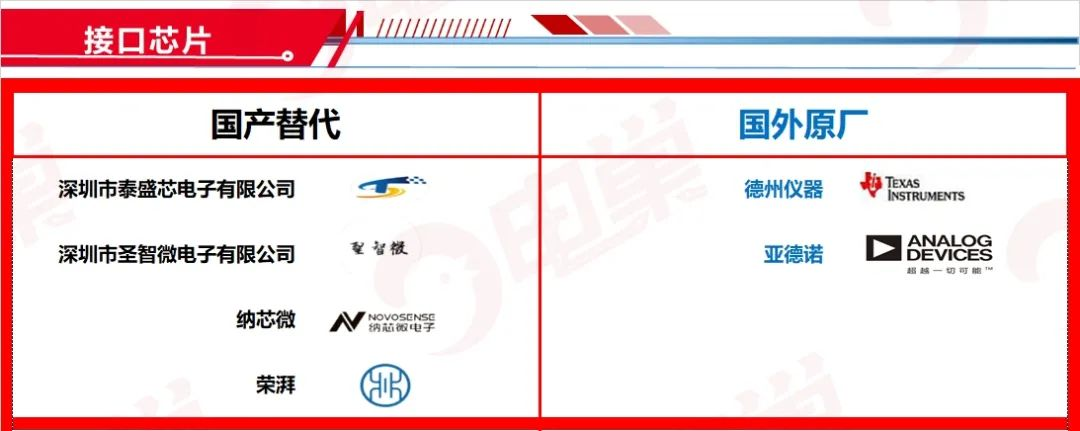 接口芯片
国产替代
国外原厂
深圳市泰盛芯电子有限公司
德州仪器
TEXAS
INSTRUMENTS
深圳市圣智微电子有限公司
圣智微
亚德诺
ANALOG
DEVICES
超越一切可能™
纳芯微
NOVOSENSE
纳芯微电子
荣湃
电巢